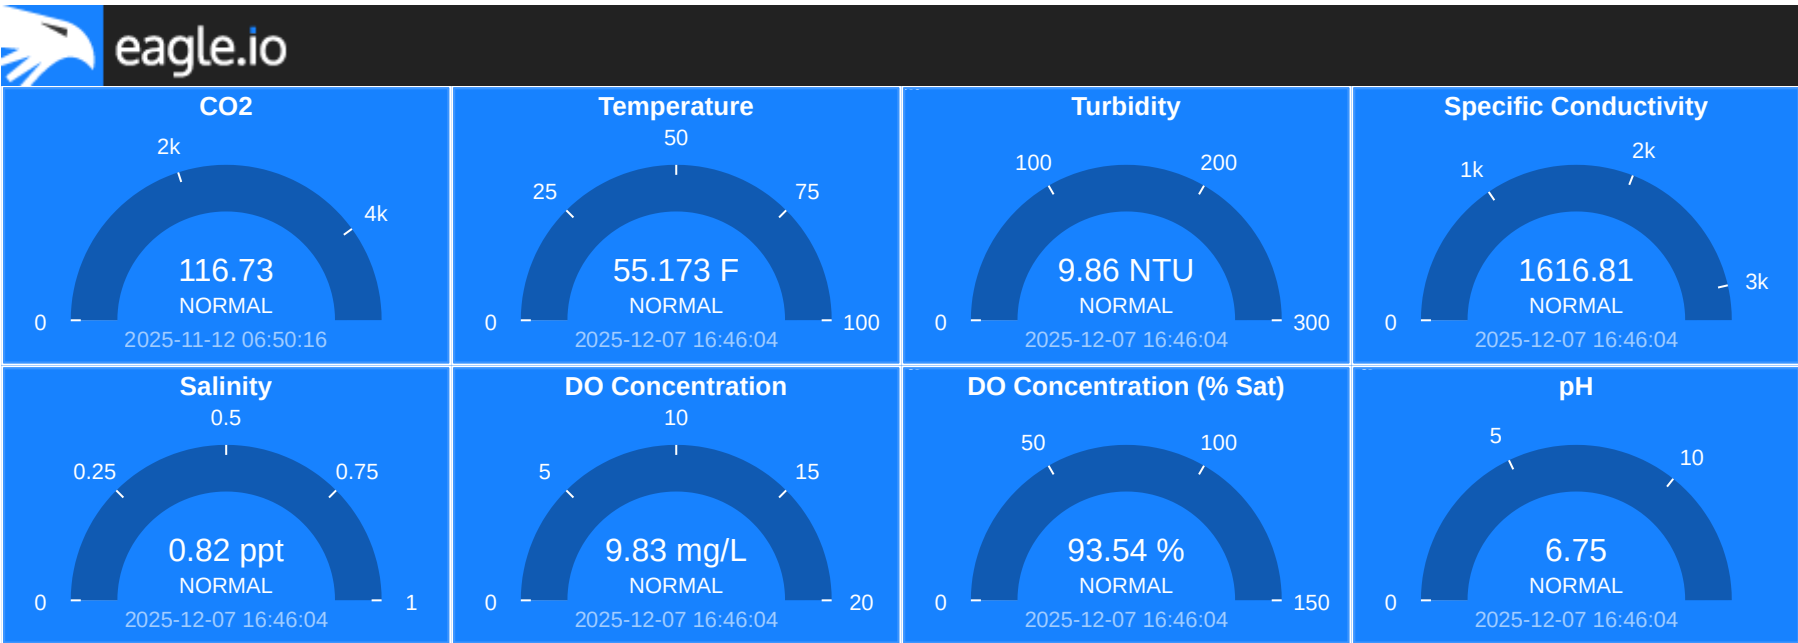 eagle.io
CO2
2k
4k
116.73
NORMAL
0
2025-11-12 06:50:16
Temperature
50
25
75
55.173 F
NORMAL
0
100
2025-12-07 16:46:04
Turbidity
100
200
9.86 NTU
NORMAL
0
300
2025-12-07 16:46:04
Specific Conductivity
2k
1k
1616.81
3k
NORMAL
0
2025-12-07 16:46:04
Salinity
0.5
0.25
0.75
0.82 ppt
NORMAL
0
1
2025-12-07 16:46:04
DO Concentration
10
5
15
9.83 mg/L
NORMAL
0
20
2025-12-07 16:46:04
DO Concentration (% Sat)
50
100
93.54 %
NORMAL
0
150
2025-12-07 16:46:04
pH
5
10
6.75
NORMAL
0
2025-12-07 16:46:04